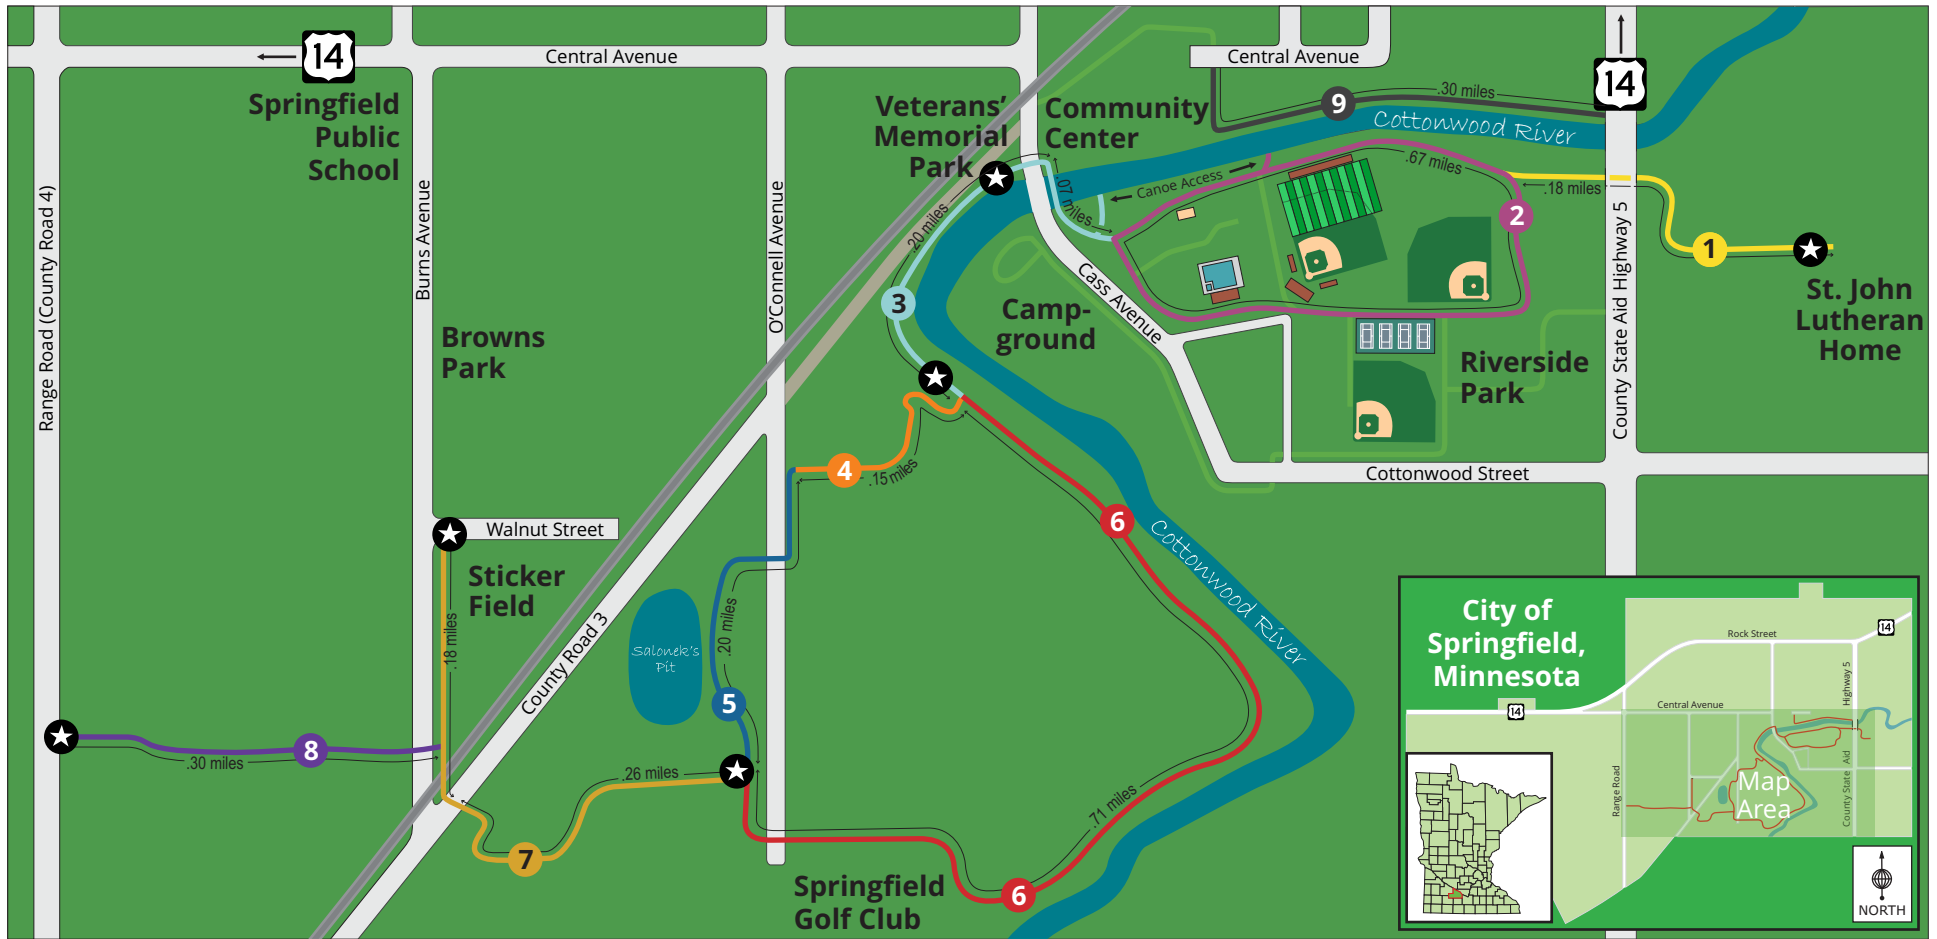 14
Central Avenue
Central Avenue
14
Springfield
Public
School
Veterans'
Memorial
Park
Community
Center
9
.30 miles
Cottonwood River
Range Road (County Road 4)
Burns Avenue
O'Connell Avenue
.20 miles
.07 miles
Canoe Access
.67 miles
.18 miles
2
1
St. John
Lutheran
Home
3
Cass Avenue
Camp-
ground
County State Aid Highway 5
Browns
Park
Riverside
Park
4
.15 miles
Cottonwood Street
Walnut Street
6
Cottonwood River
Sticker
Field
.18 miles
County Road 3
Salonek's
Pit
.20 miles
5
8
.30 miles
.26 miles
7
.71 miles
6
Springfield
Golf Club
City of
Springfield,
Minnesota
Rock Street
14
14
Central Avenue
Highway 5
County State Aid
Range Road
Map
Area
NORTH